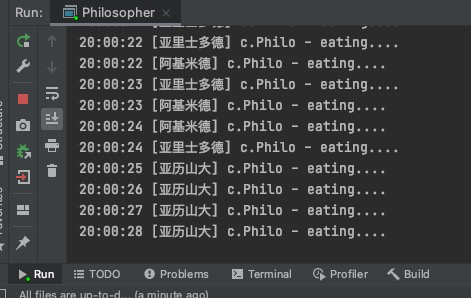 Run: Philosopher
20:00:22 [亚里士多德] c.Philo - eating....
20:00:22 [阿基米德] c.Philo - eating....
20:00:23 [亚里士多德] c.Philo - eating....
20:00:23 [阿基米德] c.Philo - eating....
20:00:24 [阿基米德] c.Philo - eating....
20:00:24 [亚里士多德] c.Philo - eating....
20:00:25 [亚历山大] c.Philo - eating....
20:00:26 [亚历山大] c.Philo - eating....
20:00:27 [亚历山大] c.Philo - eating....
20:00:28 [亚历山大] c.Philo - eating....
Run TODO Problems Terminal Profiler Build
All files are up-to-d... (a minute ago)